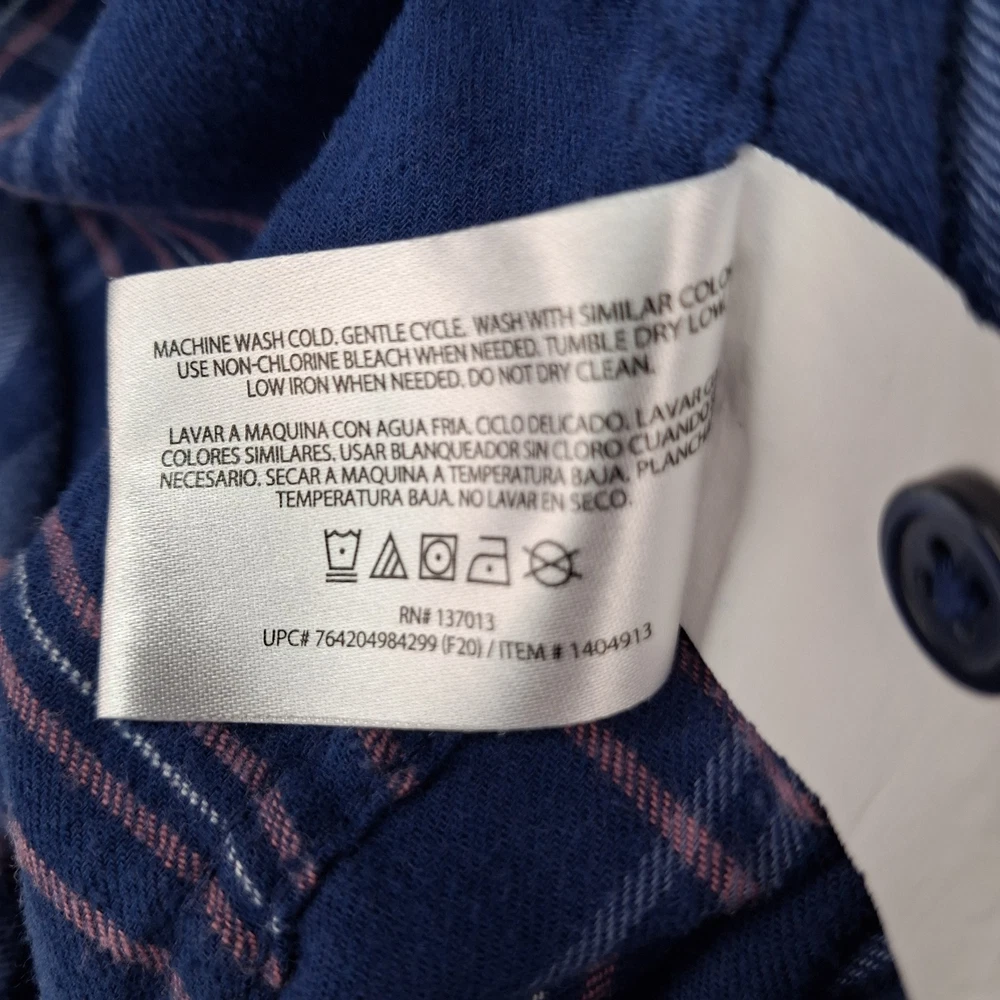 MACHINE WASH COLD. GENTLE CYCLE. WASH WITH SIMILAR
USE NON-CHLORINE BLEACH WHEN NEEDED. TUMBLE DRY LOW.
LOW IRON WHEN NEEDED. DO NOT DRY CLEAN.
LAVAR A MAQUINA CON AGUA FRIA. CICLO DELICADO. LAVAR
COLORES SIMILARES. USAR BLANQUEADOR SIN CLORO CUANDO
NECESARIO. SECAR A MAQUINA A TEMPERATURA BAJA.
TEMPERATURA BAJA. NO LAVAR EN SECO.
RN# 137013
UPC# 764204984299 (F20) / ITEM # 1404913